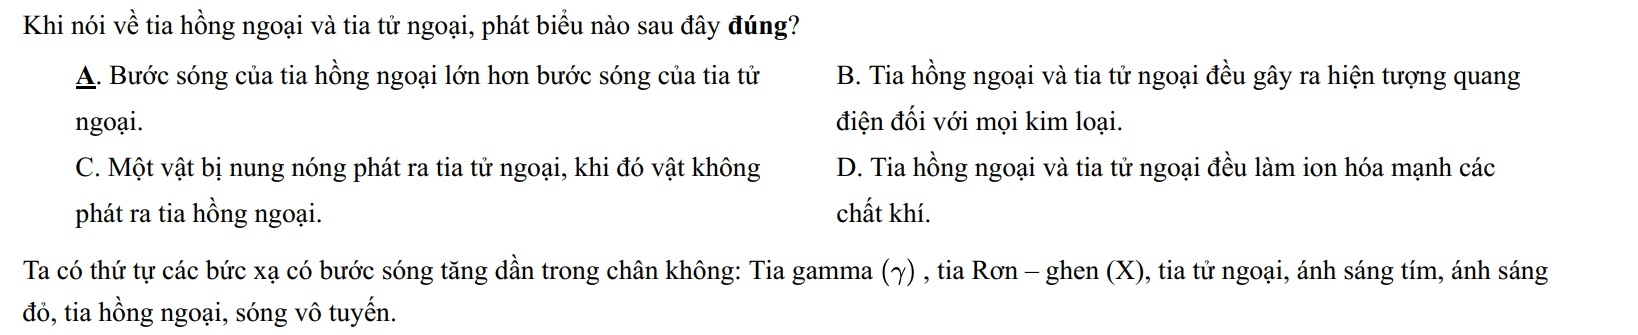 Khi nói về tia hồng ngoại và tia tử ngoại, phát biểu nào sau đây đúng?
A. Bước sóng của tia hồng ngoại lớn hơn bước sóng của tia tử
ngoại.
B. Tia hồng ngoại và tia tử ngoại đều gây ra hiện tượng quang
điện đối với mọi kim loại.
C. Một vật bị nung nóng phát ra tia tử ngoại, khi đó vật không
phát ra tia hồng ngoại.
D. Tia hồng ngoại và tia tử ngoại đều làm ion hóa mạnh các
chất khí.
Ta có thứ tự các bức xạ có bước sóng tăng dần trong chân không: Tia gamma (γ) , tia Rơn – ghen (X), tia tử ngoại, ánh sáng tím, ánh sáng
đỏ, tia hồng ngoại, sóng vô tuyến.